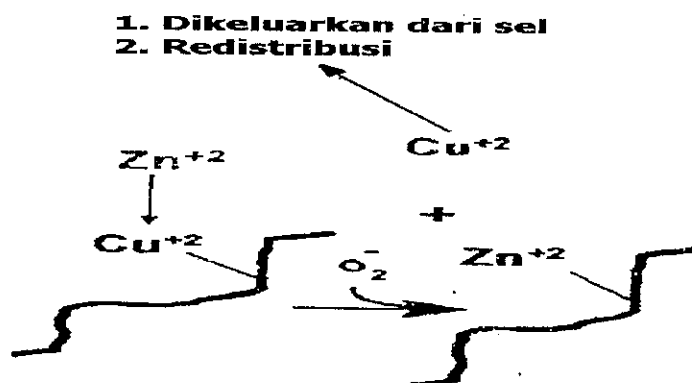 1. Dikeluarkan dari sel
2. Redistribusi
Cu+2
Zn+2
+
Cu+2
O2-
Zn+2